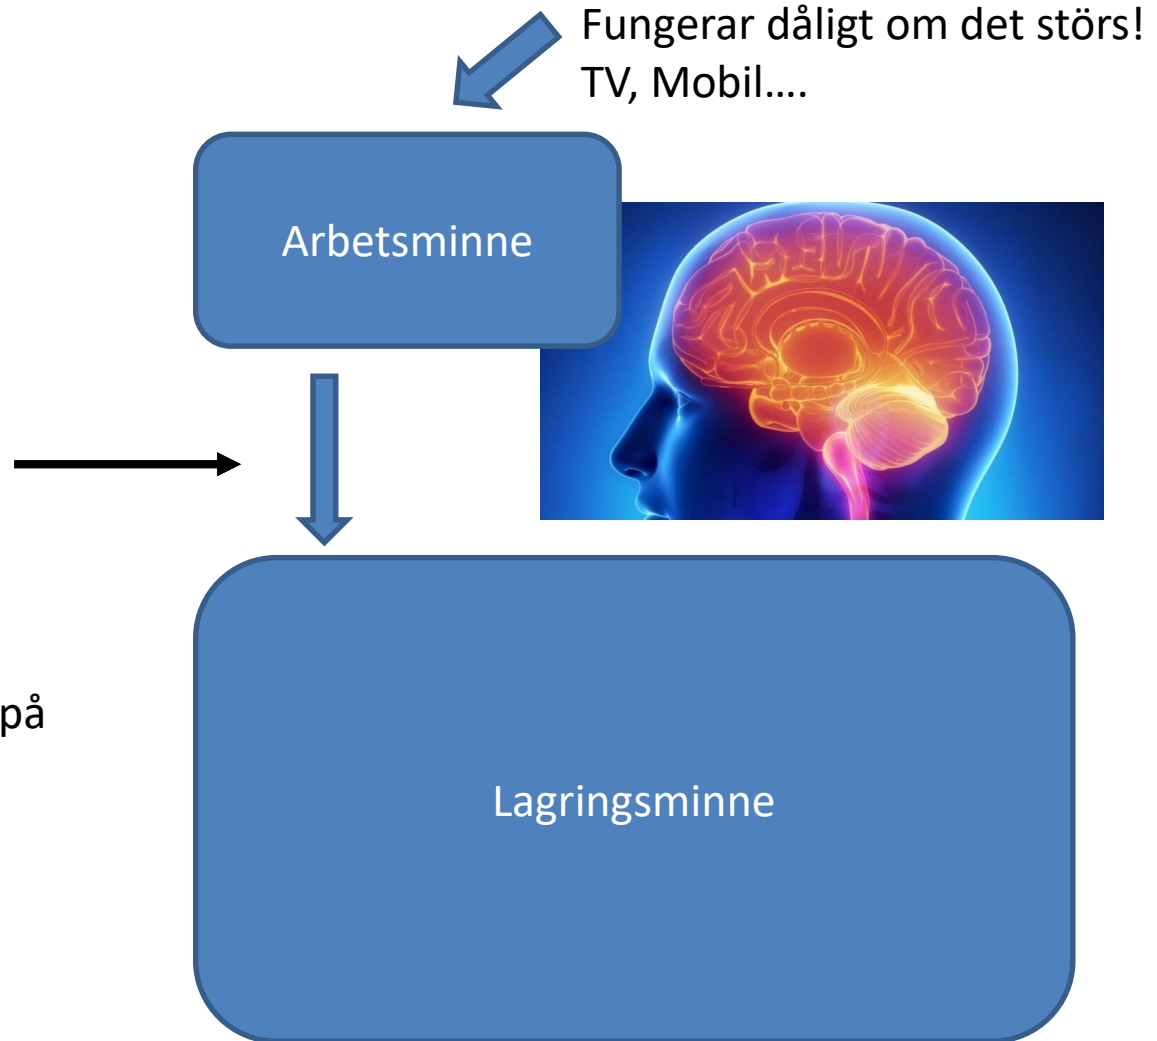 Fungerar dåligt om det störs!
TV, Mobil….
Arbetsminne
på
Lagringsminne